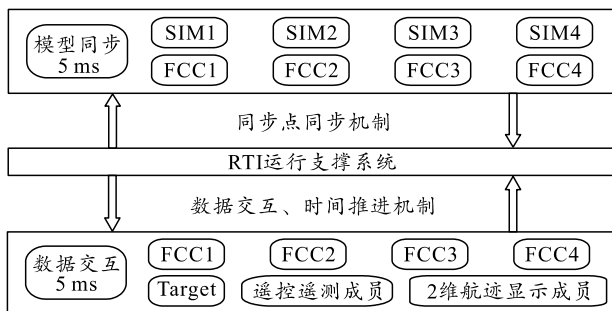 模型同步
5 ms
SIM1 SIM2 SIM3 SIM4
FCC1 FCC2 FCC3 FCC4
同步点同步机制
RTI运行支撑系统
数据交互、时间推进机制
数据交互
5 ms
FCC1 FCC2 FCC3 FCC4
Target 遥控遥测成员 2维航迹显示成员